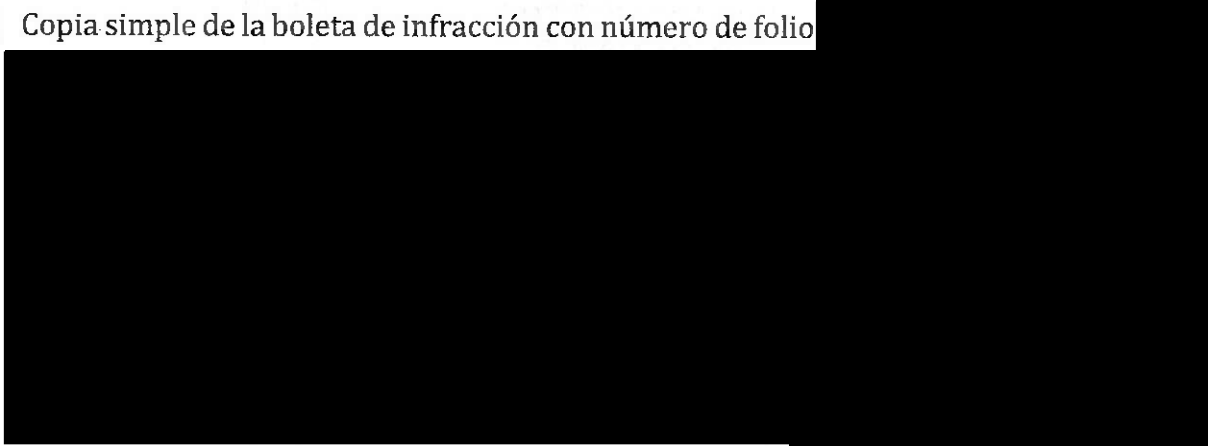 Copia simple de la boleta de infracción con número de folio